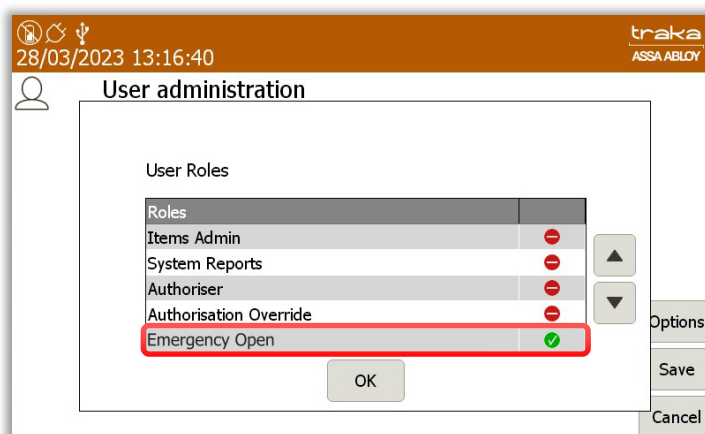 28/03/2023 13:16:40
traka
ASSA ABLOY
User administration
User Roles
Roles
Items Admin
System Reports
Authoriser
Authorisation Override
Emergency Open
OK
Options
Save
Cancel